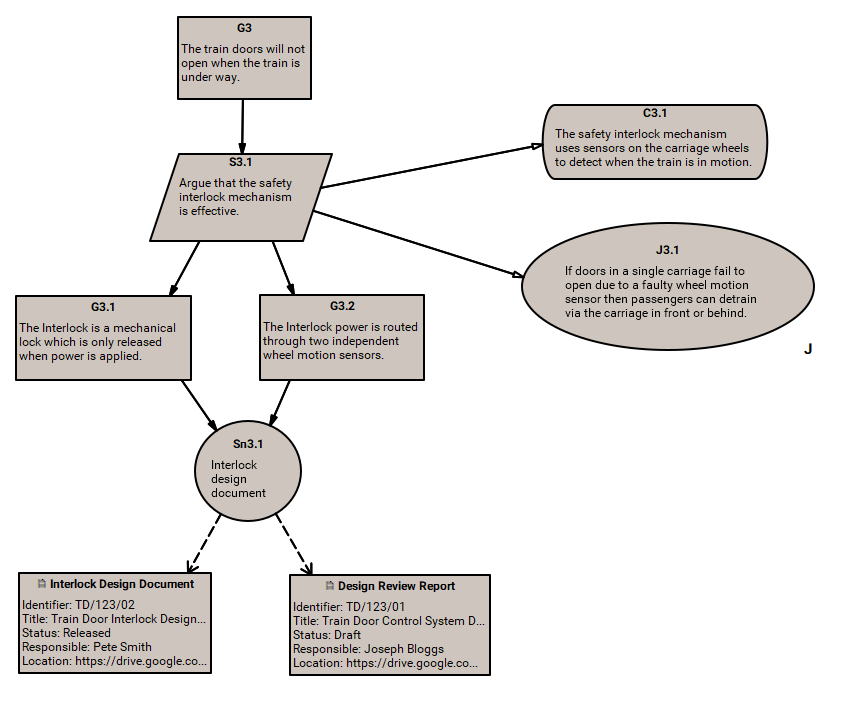 G3
The train doors will not
open when the train is
under way.
C3.1
The safety interlock mechanism
uses sensors on the carriage wheels
to detect when the train is in motion.
S3.1
Argue that the safety
interlock mechanism
is effective.
J3.1
If doors in a single carriage fail to
open due to a faulty wheel motion
sensor then passengers can detrain
via the carriage in front or behind.
J
G3.1
The Interlock is a mechanical
lock which is only released
when power is applied.
G3.2
The Interlock power is routed
through two independent
wheel motion sensors.
Sn3.1
Interlock
design
document
Interlock Design Document
Identifier: TD/123/02
Title: Train Door Interlock Design...
Status: Released
Responsible: Pete Smith
Location: https://drive.google.co...
Design Review Report
Identifier: TD/123/01
Title: Train Door Control System D...
Status: Draft
Responsible: Joseph Bloggs
Location: https://drive.google.co...